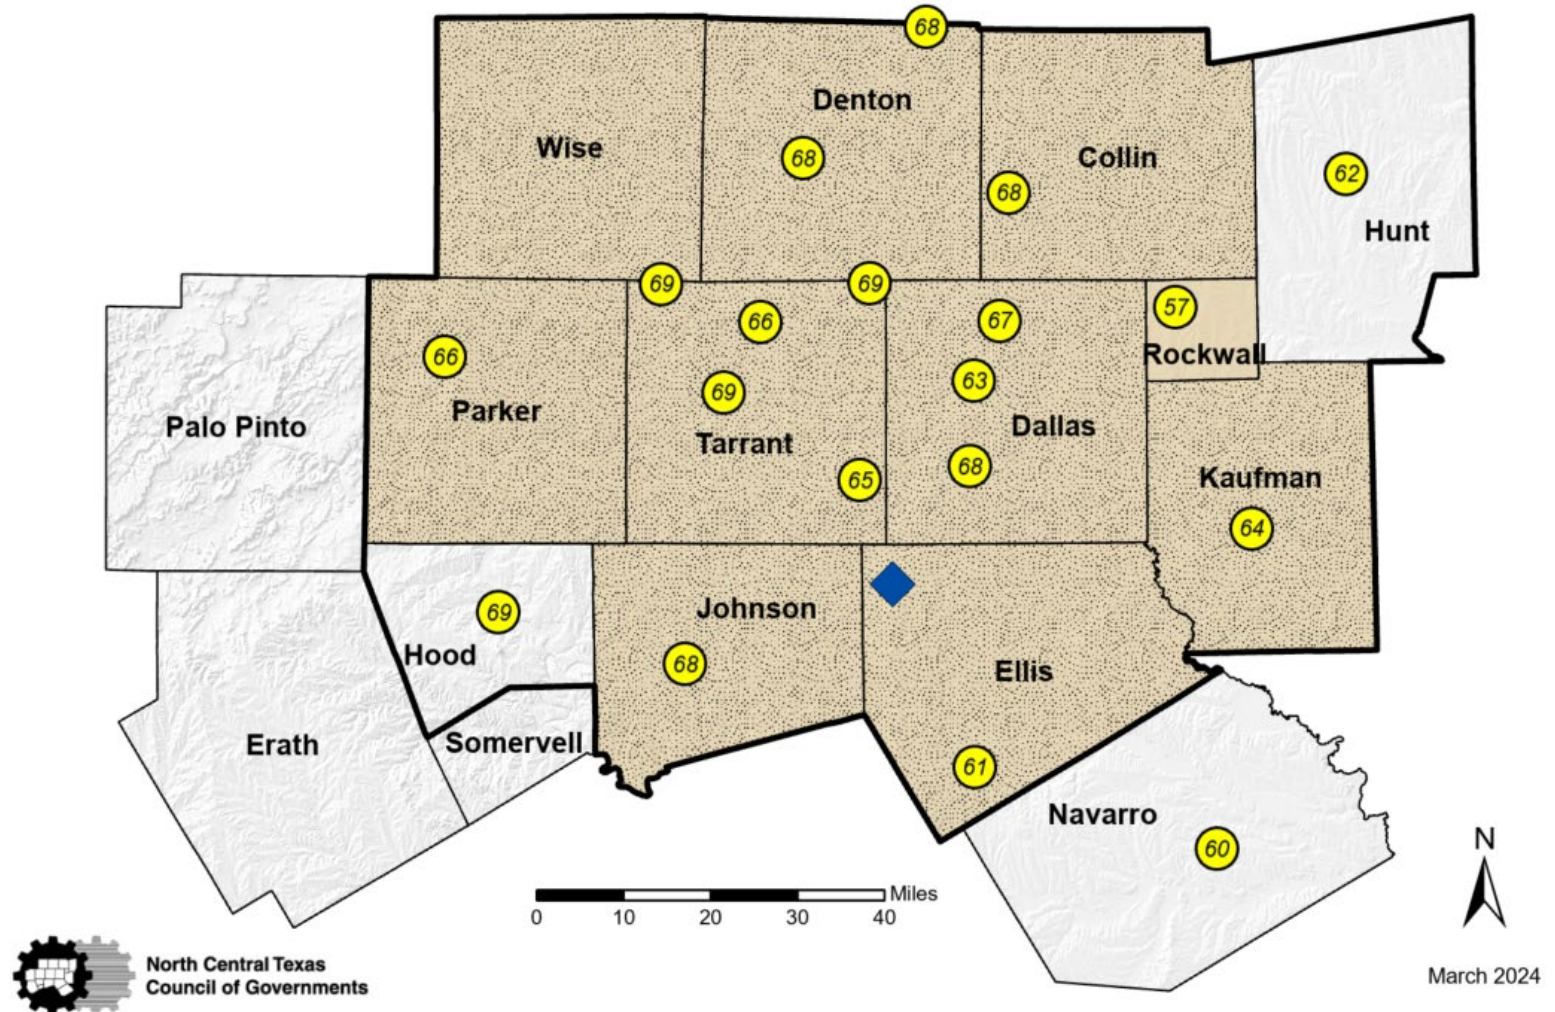 68
Denton
Wise
68
Collin
68
62
Hunt
69
69
66
67
57
66
Rockwall
69
63
Parker
Palo Pinto
Tarrant
Dallas
65
68
Kaufman
64
69
Johnson
Hood
68
Ellis
Erath
Somervell
61
Navarro
60
N
Miles
0 10 20 30 40
North Central Texas
Council of Governments
March 2024